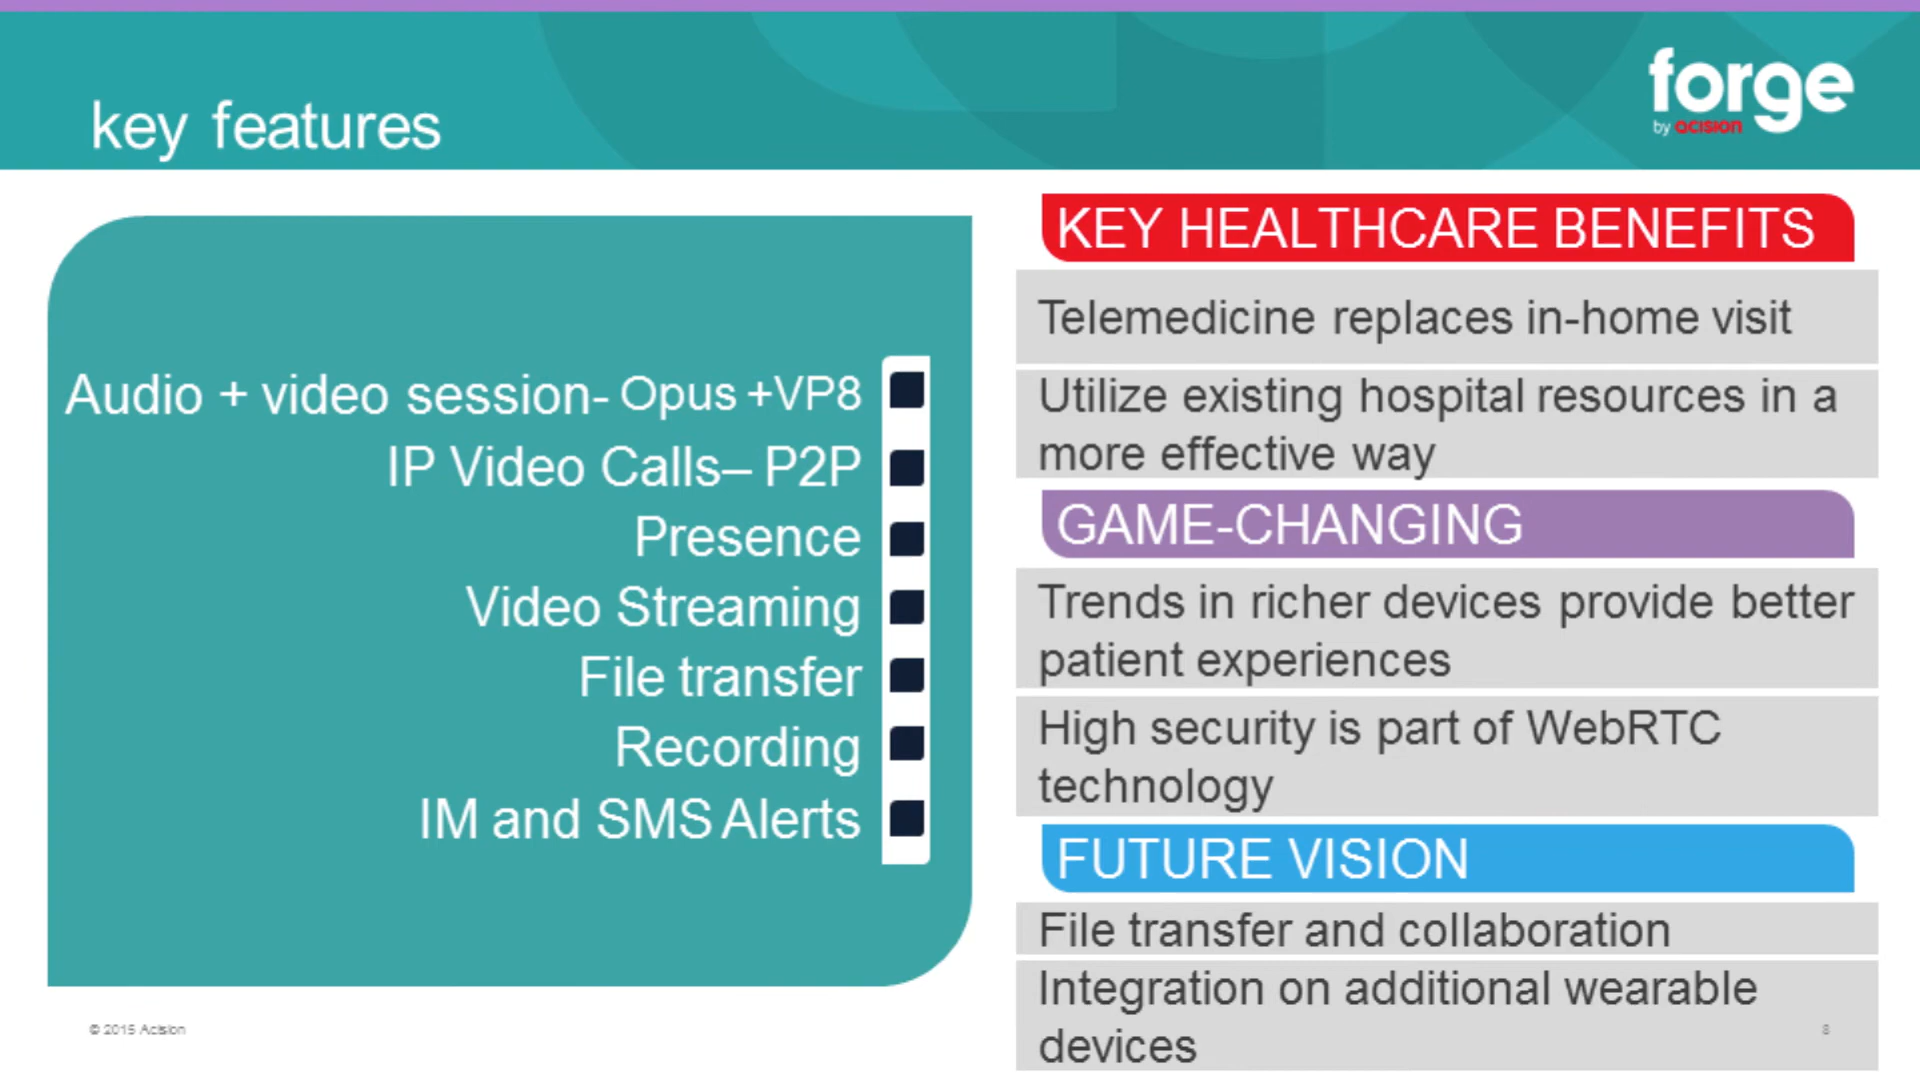 key features
forge
by acision
Audio + video session- Opus +VP8
IP Video Calls– P2P
Presence
Video Streaming
File transfer
Recording
IM and SMS Alerts
KEY HEALTHCARE BENEFITS
Telemedicine replaces in-home visit
Utilize existing hospital resources in a
more effective way
GAME-CHANGING
Trends in richer devices provide better
patient experiences
High security is part of WebRTC
technology
FUTURE VISION
File transfer and collaboration
Integration on additional wearable
devices
© 2015 Acision
8